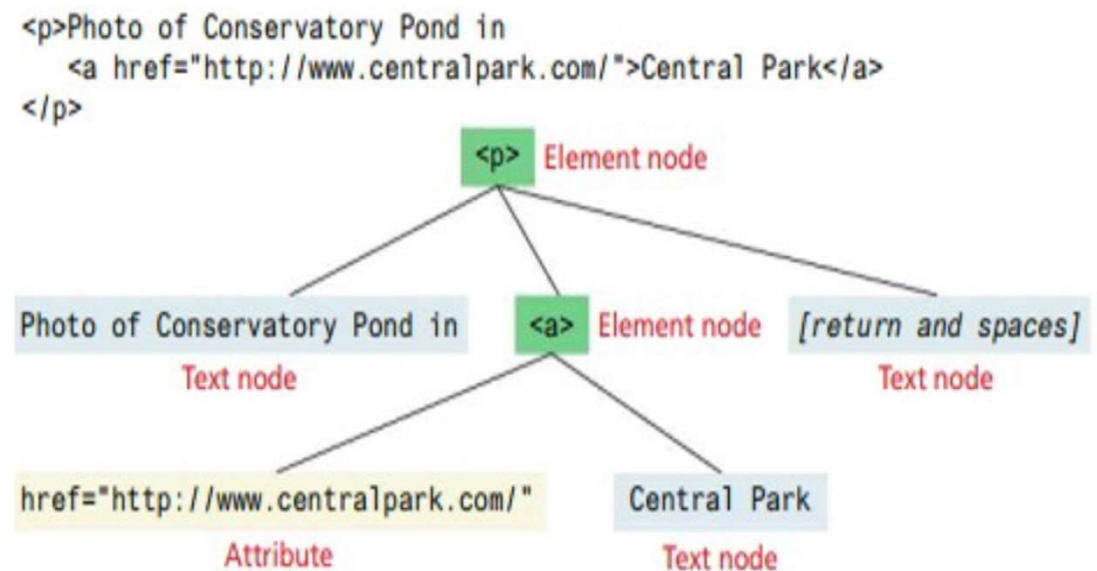 <p>Photo of Conservatory Pond in
<a href="http://www.centralpark.com/">Central Park</a>
</p>
<p> Element node
Photo of Conservatory Pond in <a> Element node [return and spaces]
Text node Text node
href="http://www.centralpark.com/" Central Park
Attribute Text node